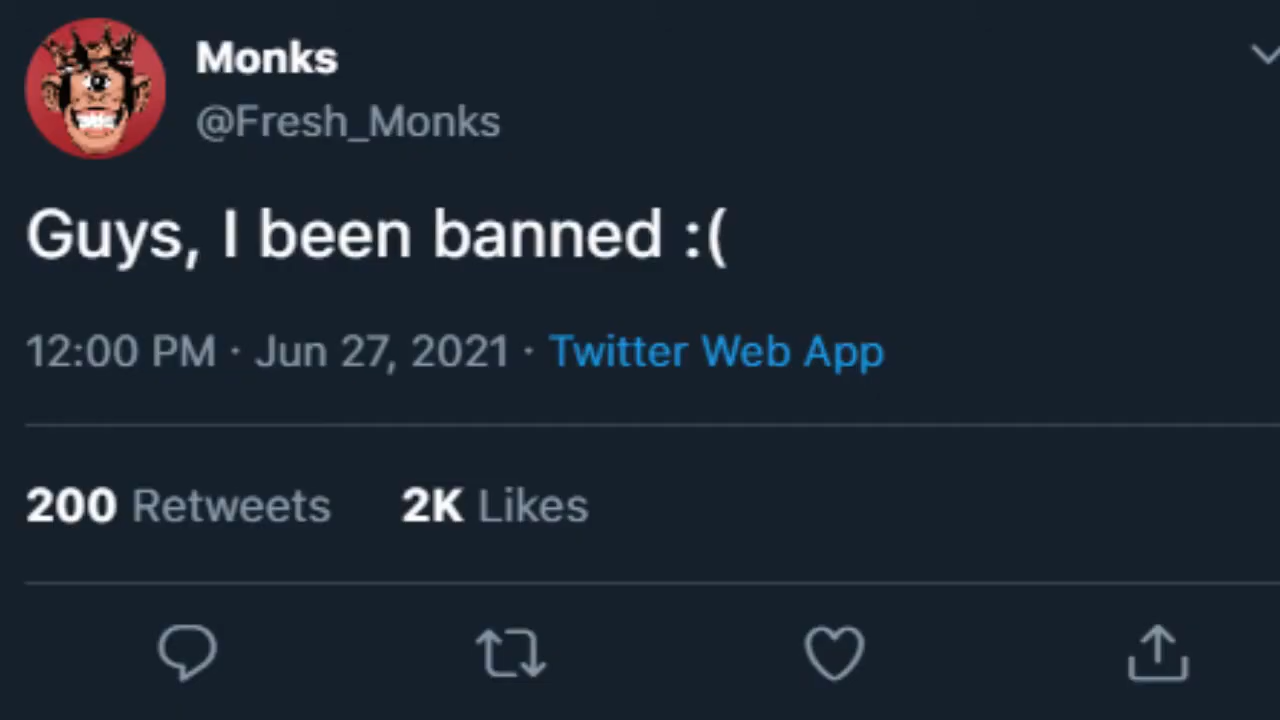 Monks
@Fresh_Monks
Guys, I been banned :(
12:00 PM · Jun 27, 2021 · Twitter Web App
200 Retweets 2K Likes